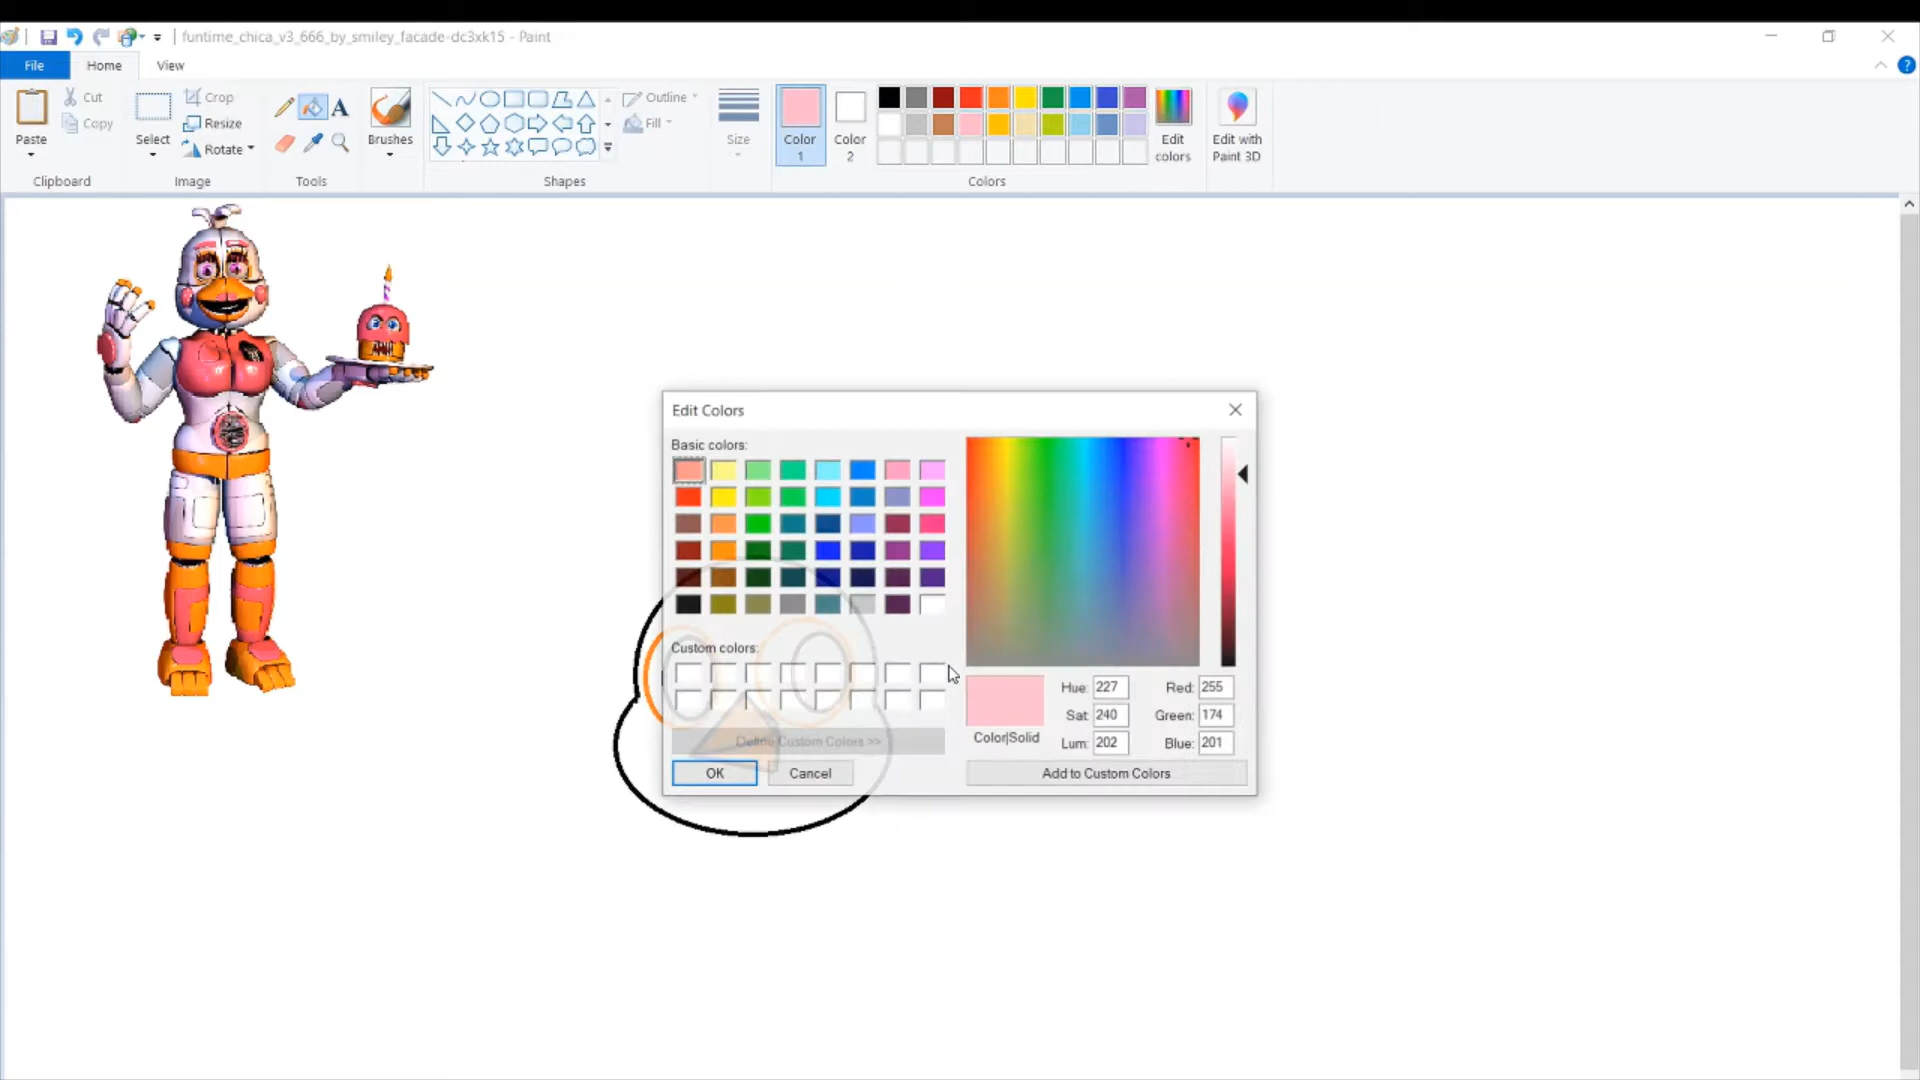 funtime_chica_v3_666_by_smiley_facade-dc3xk15 - Paint
File
Home
View
Paste
Cut
Copy
Clipboard
Select
Crop
Resize
Rotate
Image
A
Tools
Brushes
Shapes
Outline
Fill
Size
Color
1
Color
2
Colors
Edit
colors
Edit with
Paint 3D
?
Edit Colors
Basic colors:
Custom colors:
Define Custom Colors >>
OK
Cancel
Color|Solid
Hue: 227
Sat: 240
Lum: 202
Red: 255
Green: 174
Blue: 201
Add to Custom Colors